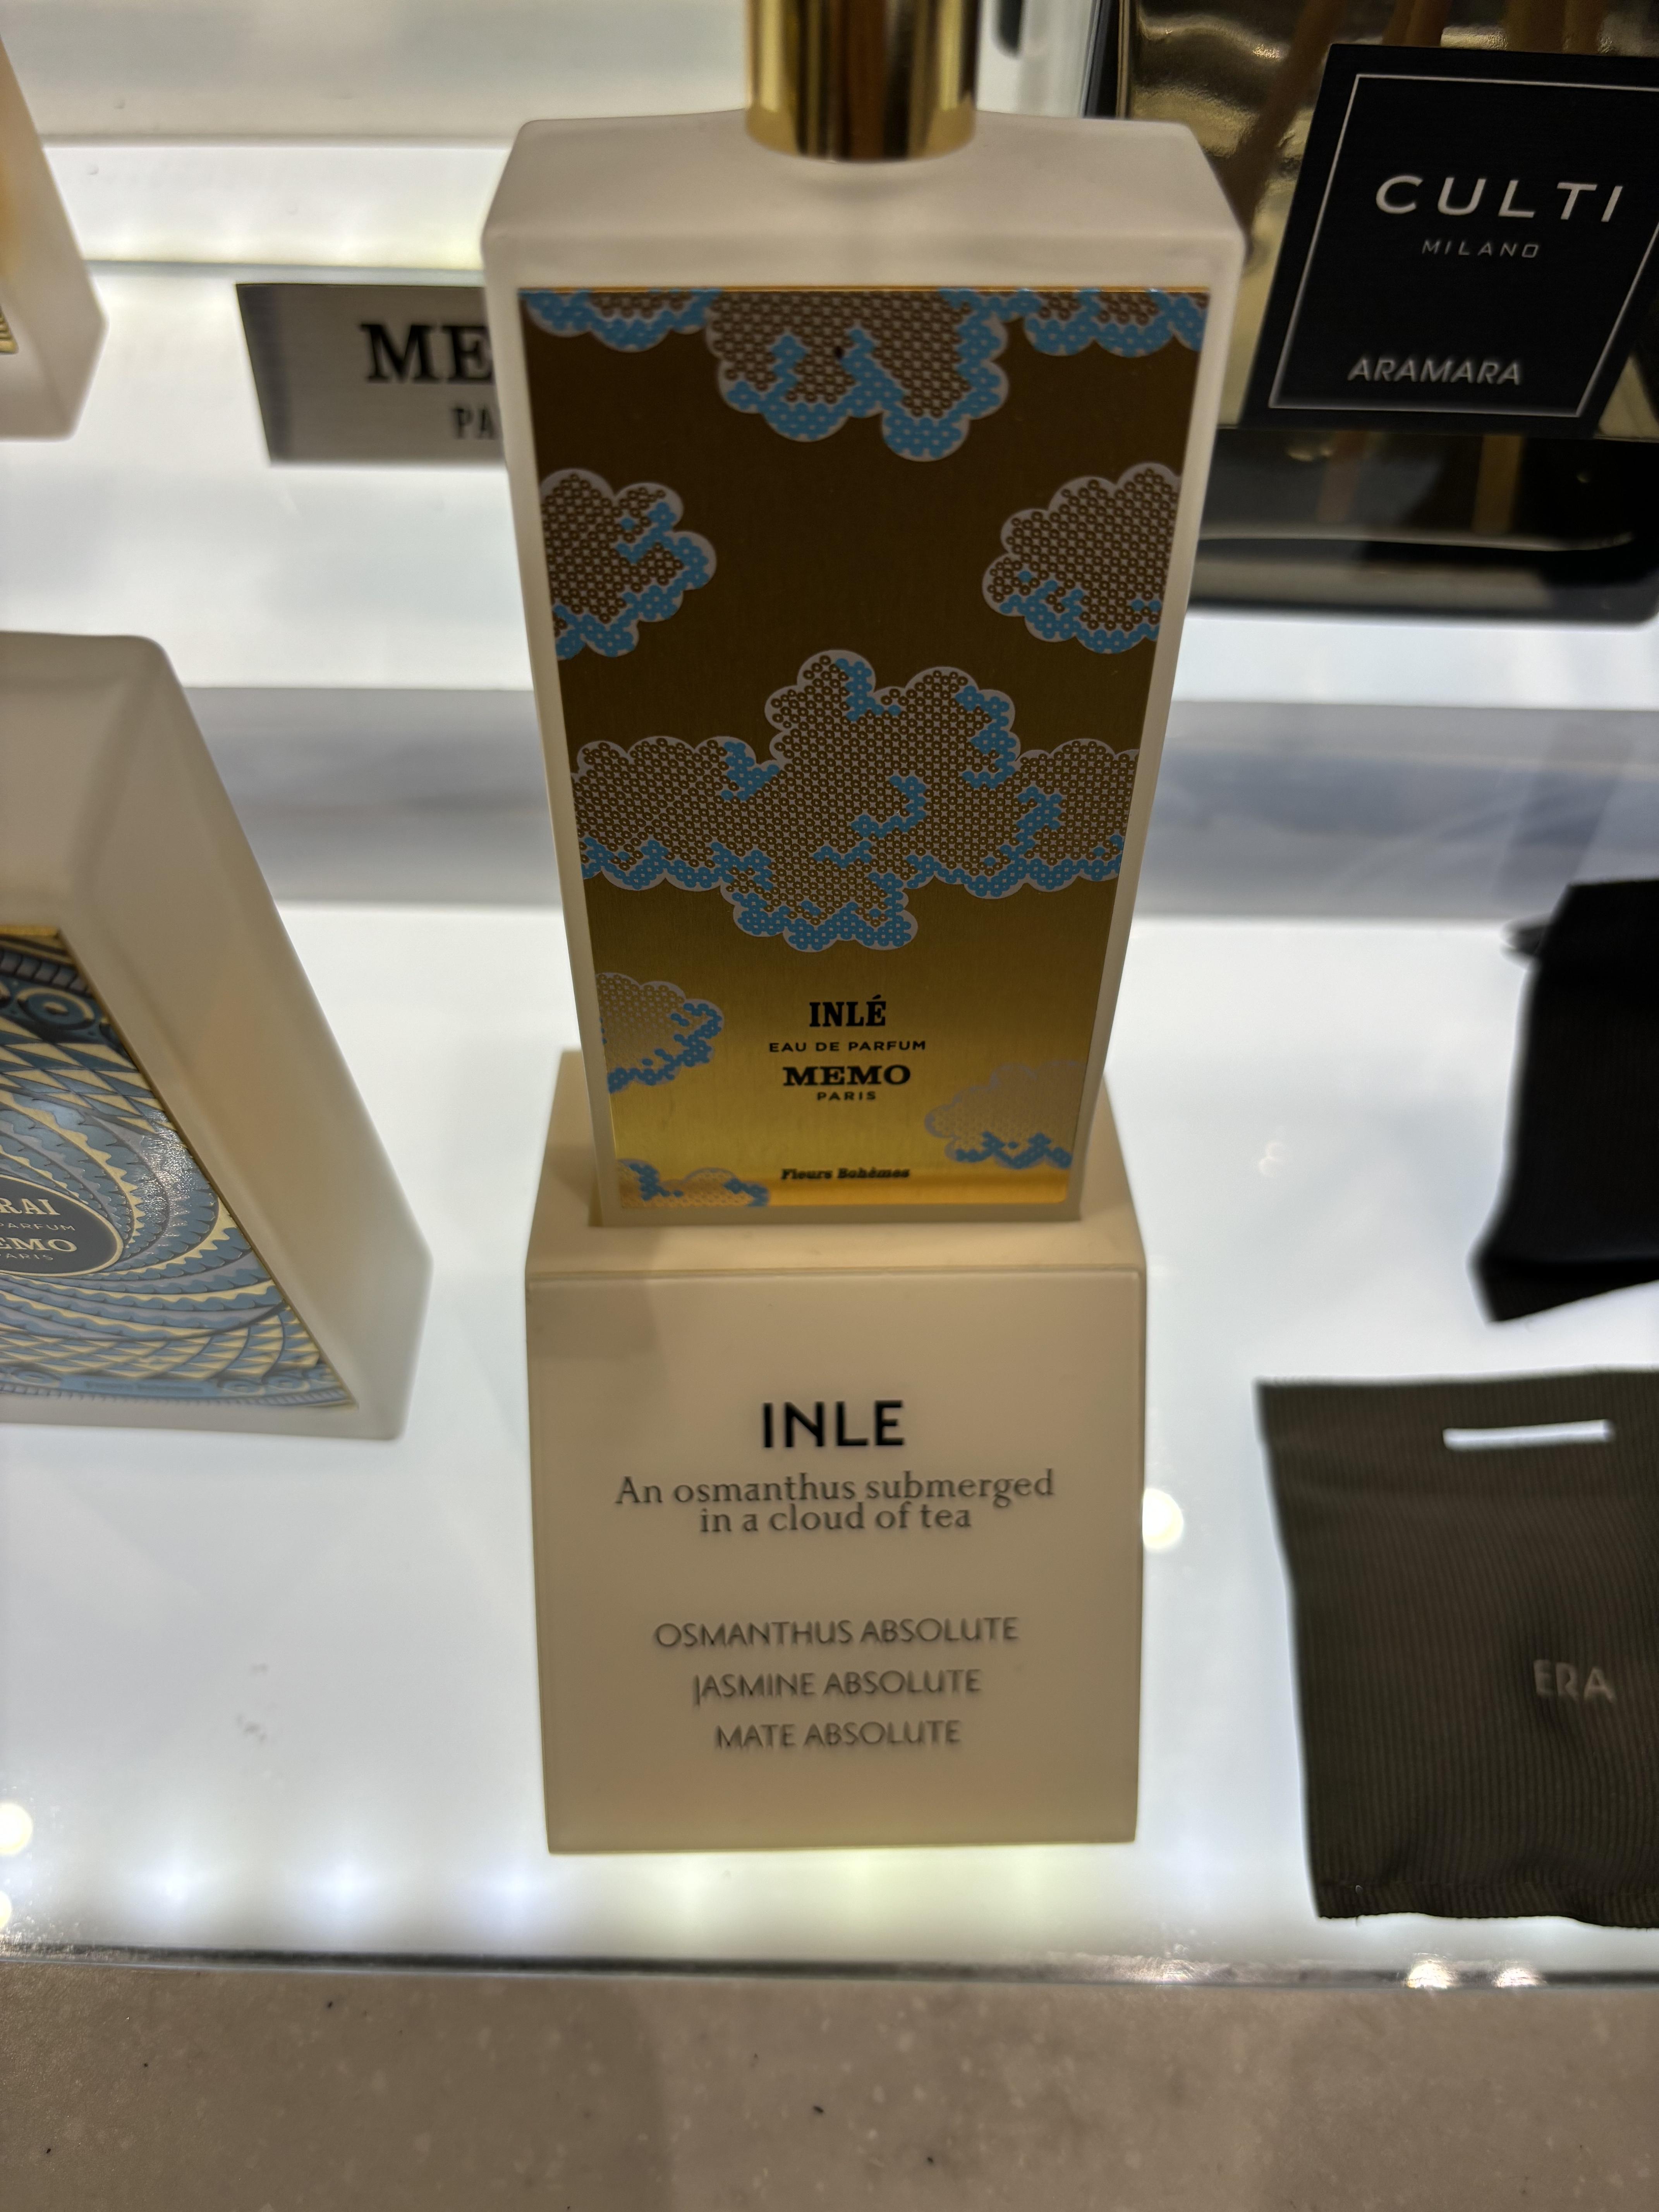 CULTI
MILANO
ARAMARA
INLÉ
EAU DE PARFUM
MEMO
PARIS
Fleurs Bohèmes
INLE
An osmanthus submerged
in a cloud of tea
OSMANTHUS ABSOLUTE
JASMINE ABSOLUTE
MATE ABSOLUTE
ERA